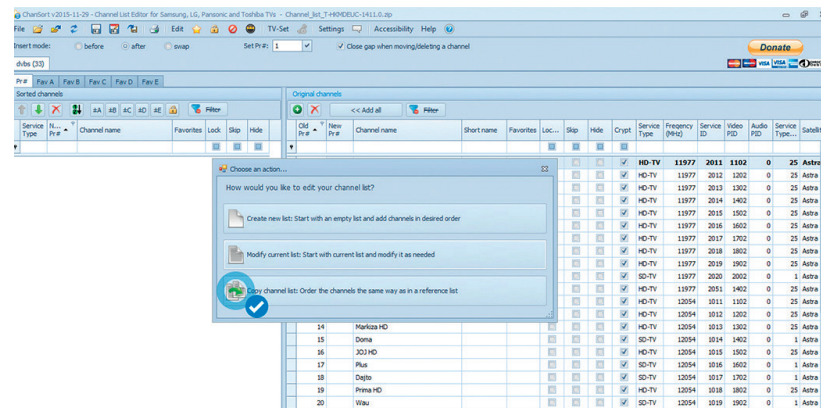 ChanSort v2015-11-29 - Channel List Editor for Samsung, LG, Pansonic and Toshiba TVs - Channel_list_T-HKMDEUC-1411.0.zip
File Edit TV-Set Settings Accessibility Help
Insert mode: before after swap Set Pr#: 1 Close gap when moving/deleting a channel
Donate
dvbs (33)
VISA VISA
Pr# Fav A Fav B Fav C Fav D Fav E
Sorted channels Original channels
±A ±B ±C ±D ±E Filter << Add all Filter
Service Type N... Pr# Channel name Favorites Lock Skip Hide Old Pr# New Pr# Channel name Short name Favorites Loc... Skip Hide Crypt Service Type Freqency (MHz) Service ID Video PID Audio PID Service Type... Satellit
HD-TV 11977 2011 1102 0 25 Astra
HD-TV 11977 2012 1202 0 25 Astra
HD-TV 11977 2013 1302 0 25 Astra
HD-TV 11977 2014 1402 0 25 Astra
HD-TV 11977 2015 1502 0 25 Astra
HD-TV 11977 2016 1602 0 25 Astra
HD-TV 11977 2017 1702 0 25 Astra
HD-TV 11977 2018 1802 0 25 Astra
HD-TV 11977 2019 1902 0 25 Astra
SD-TV 11977 2020 2002 0 1 Astra
HD-TV 11977 2051 1402 0 25 Astra
HD-TV 12054 1011 1102 0 25 Astra
HD-TV 12054 1012 1202 0 25 Astra
14 Markiza HD HD-TV 12054 1013 1302 0 25 Astra
15 Doma SD-TV 12054 1014 1402 0 1 Astra
16 JOJ HD HD-TV 12054 1015 1502 0 25 Astra
17 Plus SD-TV 12054 1016 1602 0 1 Astra
18 Dajto SD-TV 12054 1017 1702 0 1 Astra
19 Prima HD HD-TV 12054 1018 1802 0 25 Astra
20 Wau SD-TV 12054 1019 1902 0 1 Astra
Choose an action...
How would you like to edit your channel list?
Create new list: Start with an empty list and add channels in desired order
Modify current list: Start with current list and modify it as needed
Copy channel list: Order the channels the same way as in a reference list